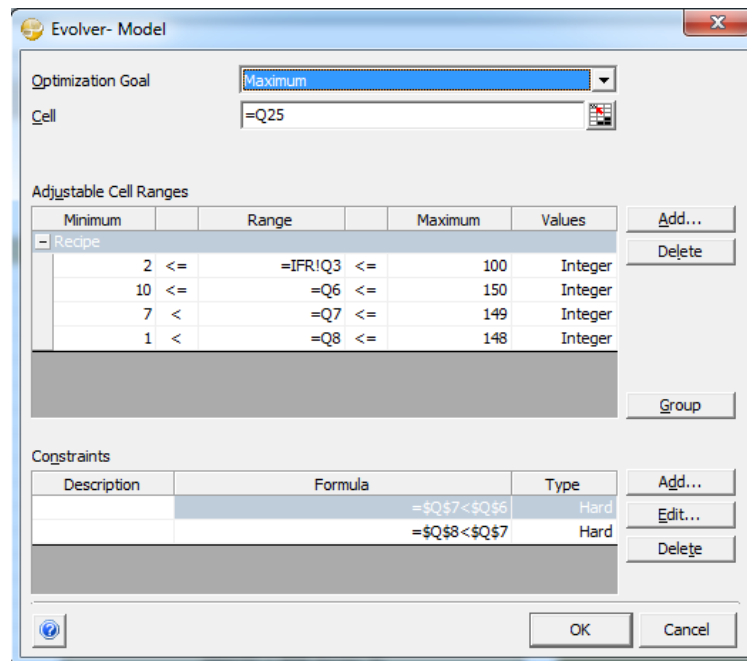 Evolver- Model
Optimization Goal Maximum
Cell =Q25
Adjustable Cell Ranges
Minimum Range Maximum Values Add...
Recipe Delete
2 <= =IFR!Q3 <= 100 Integer
10 <= =Q6 <= 150 Integer
7 < =Q7 <= 149 Integer
1 < =Q8 <= 148 Integer
Group
Constraints
Description Formula Type Add...
=$Q$7<$Q$6 Hard Edit...
=$Q$8<$Q$7 Hard Delete
OK Cancel